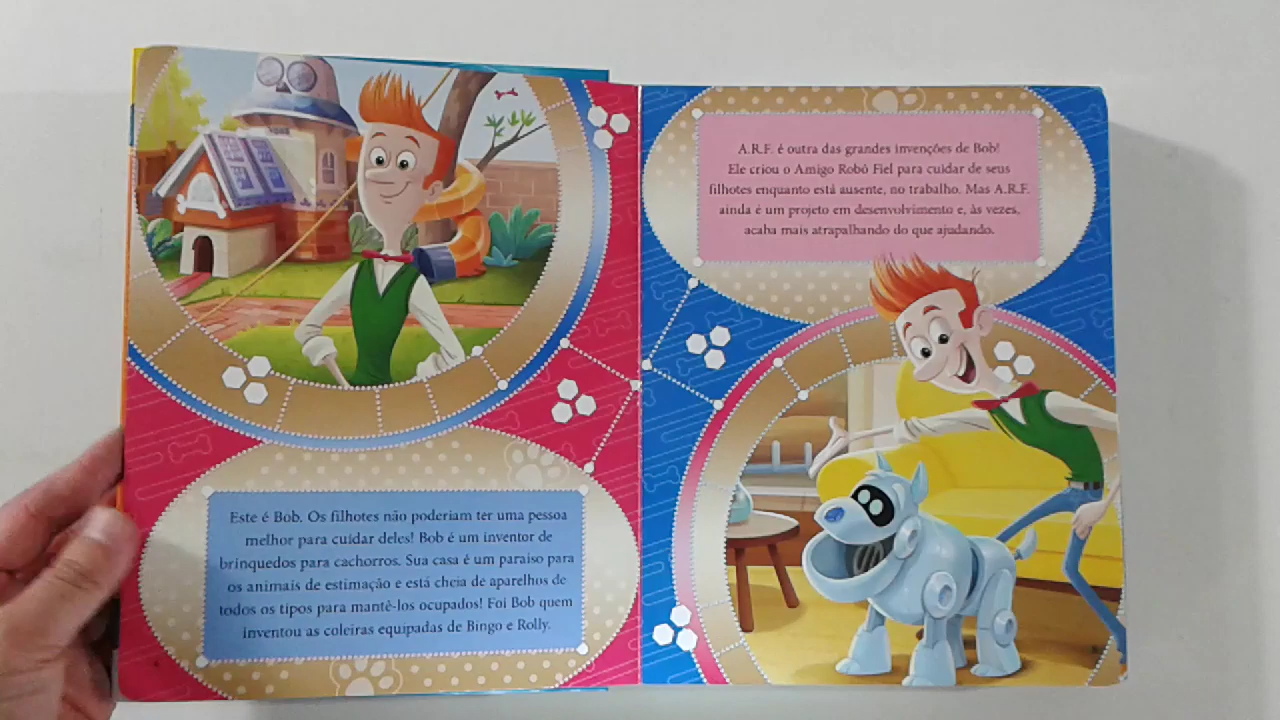 Este é Bob. Os filhotes não poderiam ter uma pessoa
melhor para cuidar deles! Bob é um inventor de
brinquedos para cachorros. Sua casa é um paraíso para
os animais de estimação e está cheia de aparelhos de
todos os tipos para mantê-los ocupados! Foi Bob quem
inventou as coleiras equipadas de Bingo e Rolly.
A.R.F. é outra das grandes invenções de Bob!
Ele criou o Amigo Robô Fiel para cuidar de seus
filhotes enquanto está ausente, no trabalho. Mas A.R.F.
ainda é um projeto em desenvolvimento e, às vezes,
acaba mais atrapalhando do que ajudando.